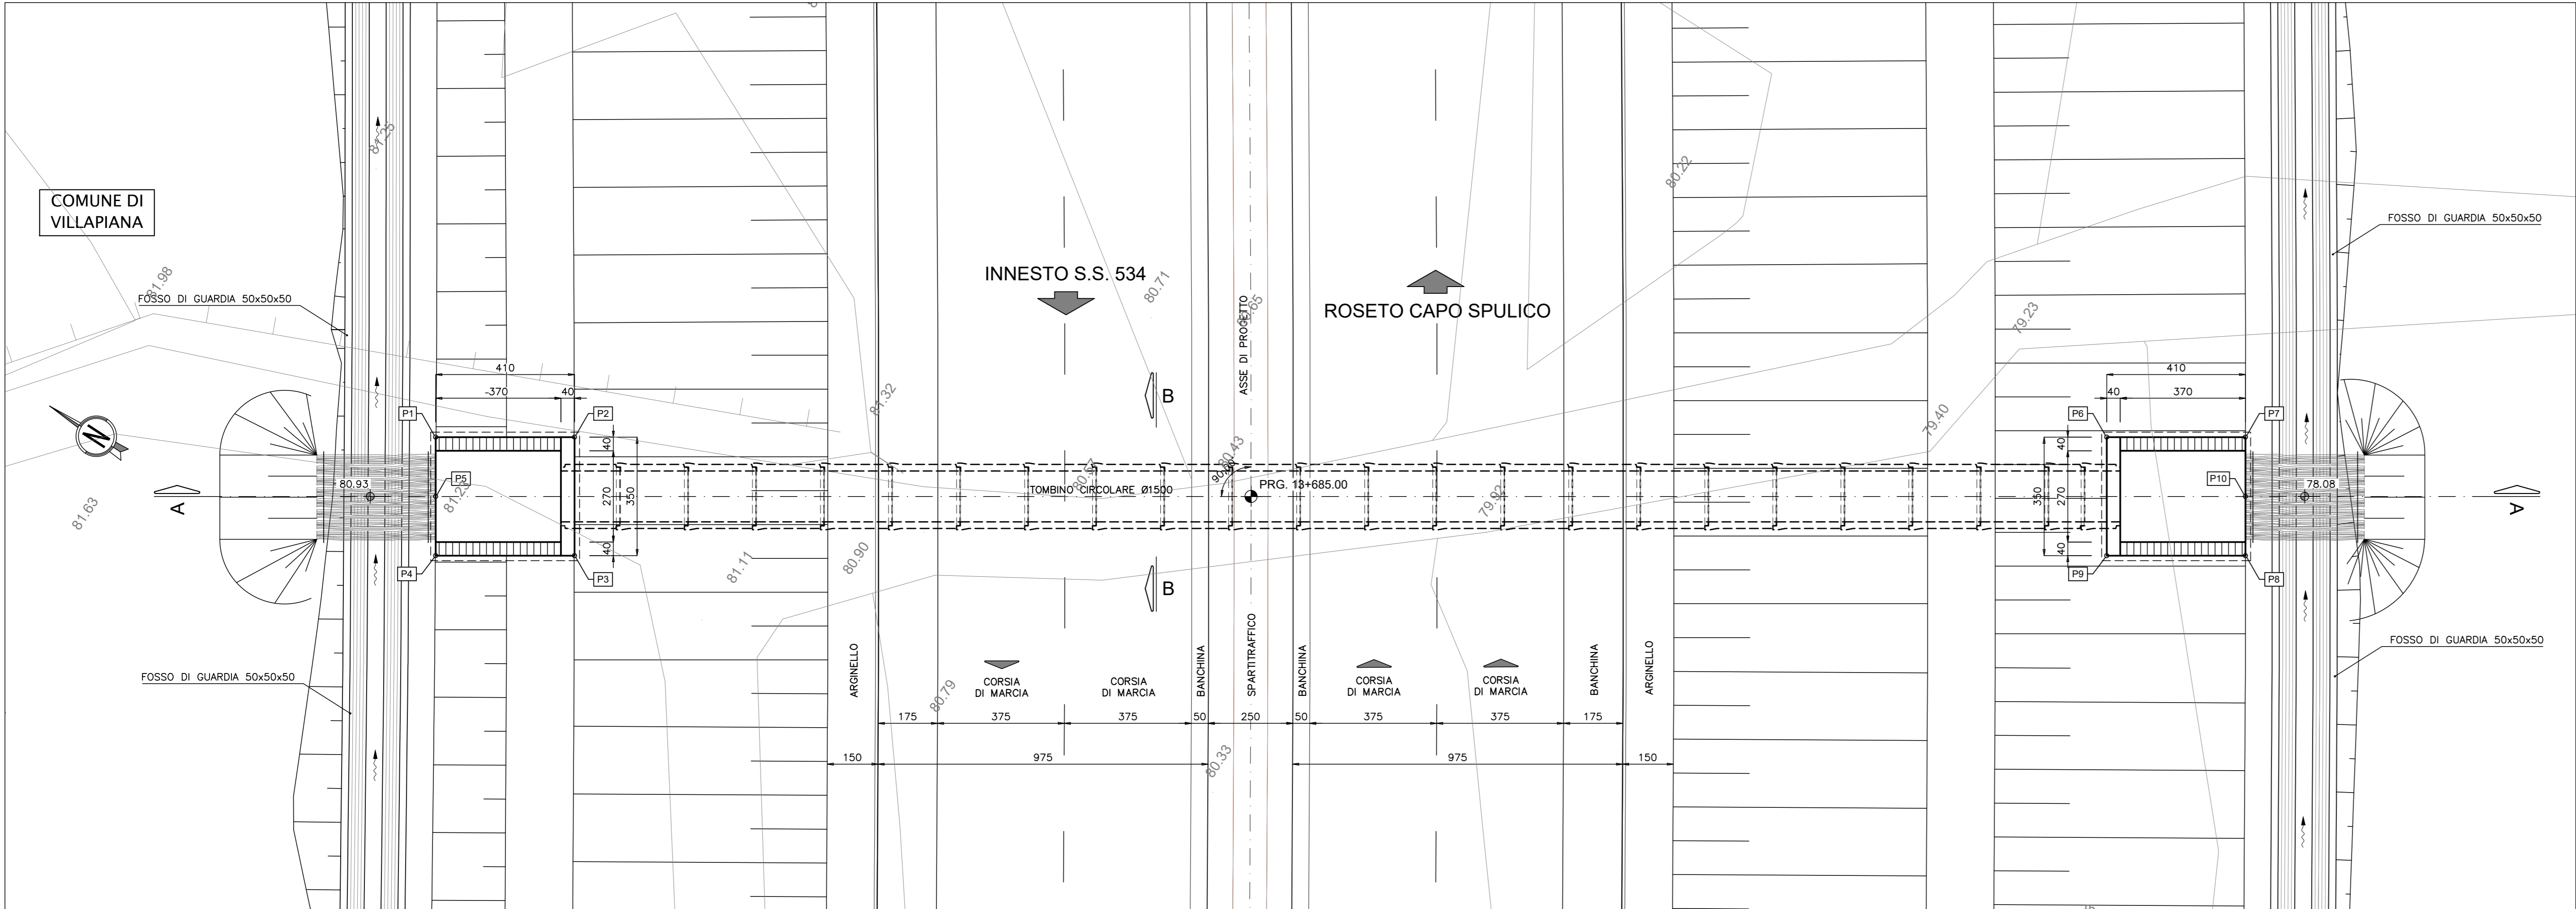 COMUNE DI
VILLAPIANA
81.98
81.25
FOSSO DI GUARDIA 50x50x50
FOSSO DI GUARDIA 50x50x50
81.63
80.93
N
A
410
370
40
P1
P2
P3
P4
P5
40
270
40
350
81.23
81.11
81.32
80.90
80.79
INNESTO S.S. 534
80.71
ROSETO CAPO SPULICO
ASSE DI PROGETTO
B
B
80.57
80.43
TOMBINO CIRCOLARE Ø1500
PRG. 13+685.00
79.92
80.33
80.22
79.40
79.23
ARGINELLO
CORSIA
DI MARCIA
CORSIA
DI MARCIA
BANCHINA
SPARTITRAFFICO
BANCHINA
CORSIA
DI MARCIA
CORSIA
DI MARCIA
BANCHINA
ARGINELLO
175
375
375
50
250
50
375
375
175
150
975
975
150
410
40
370
P6
P7
P8
P9
P10
40
270
40
350
78.08
FOSSO DI GUARDIA 50x50x50
FOSSO DI GUARDIA 50x50x50
A